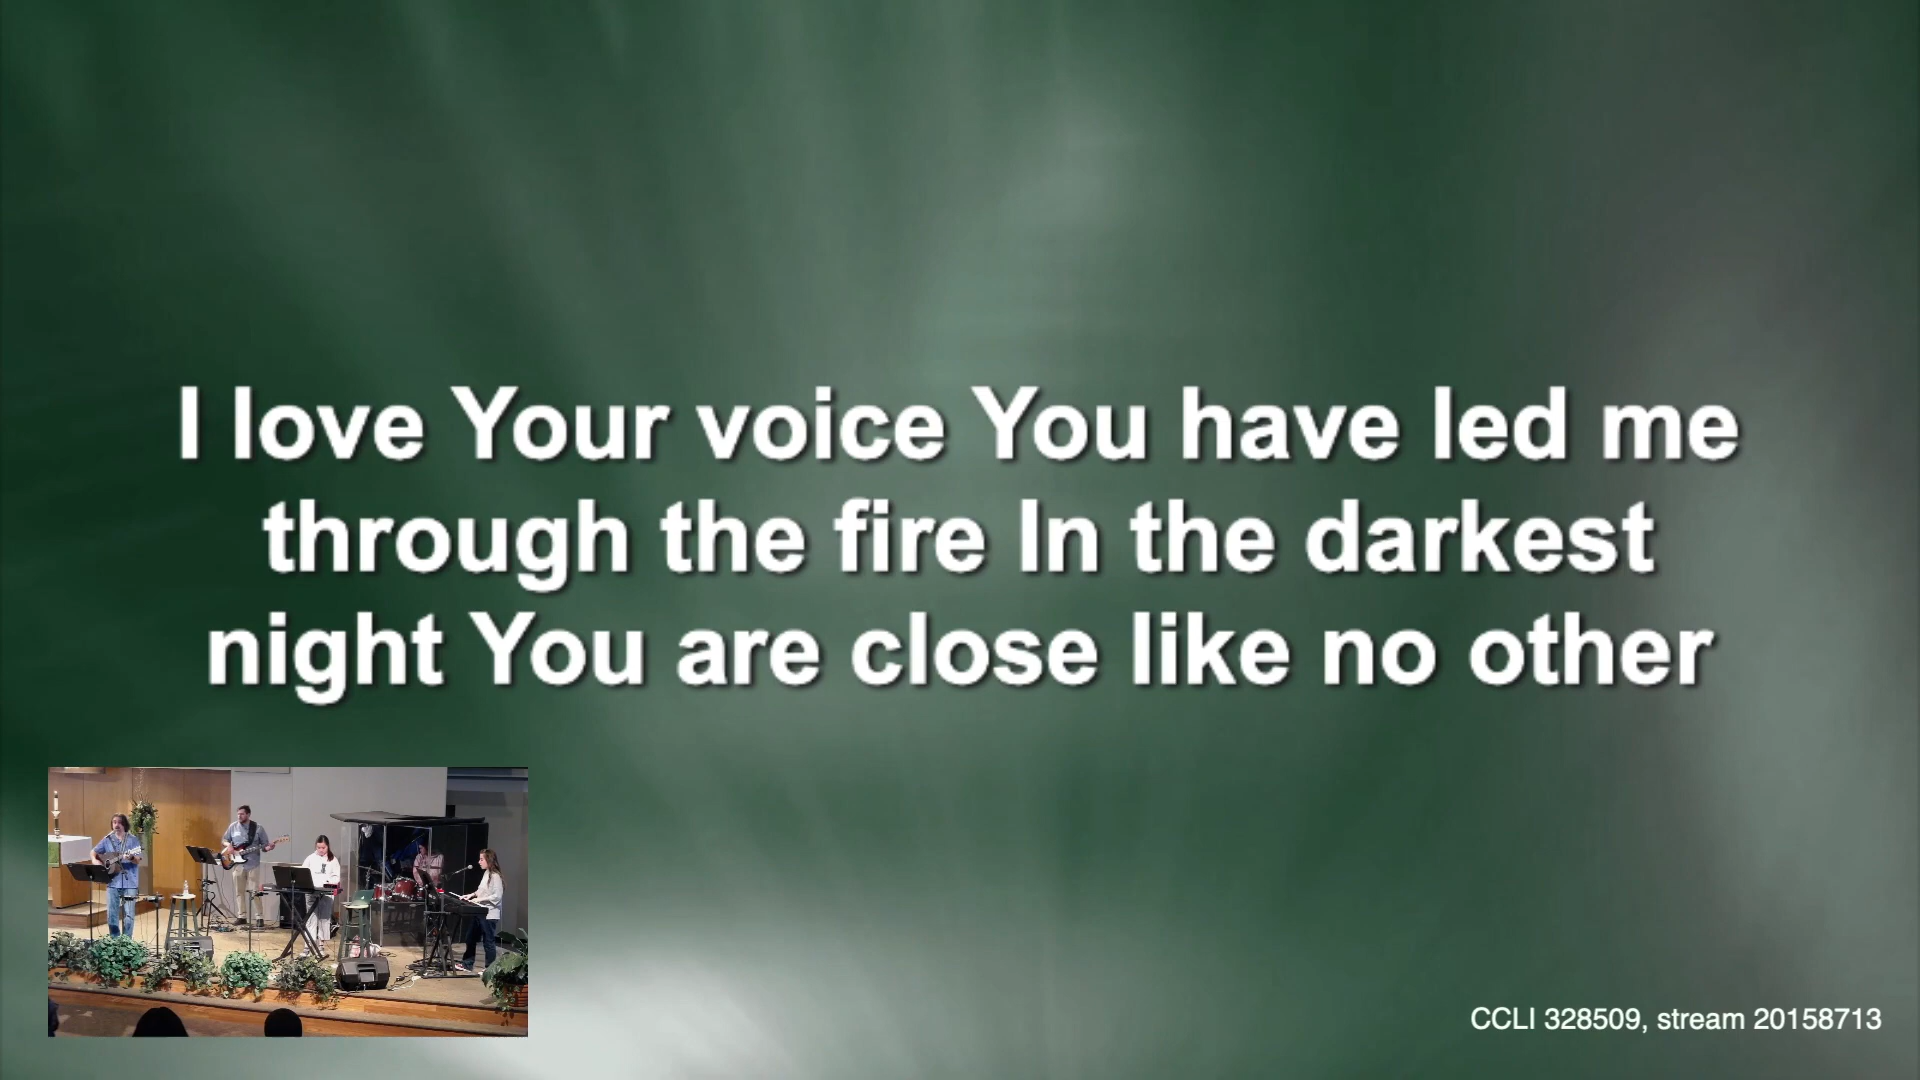 I love Your voice You have led me
through the fire In the darkest
night You are close like no other
CCLI 328509, stream 20158713